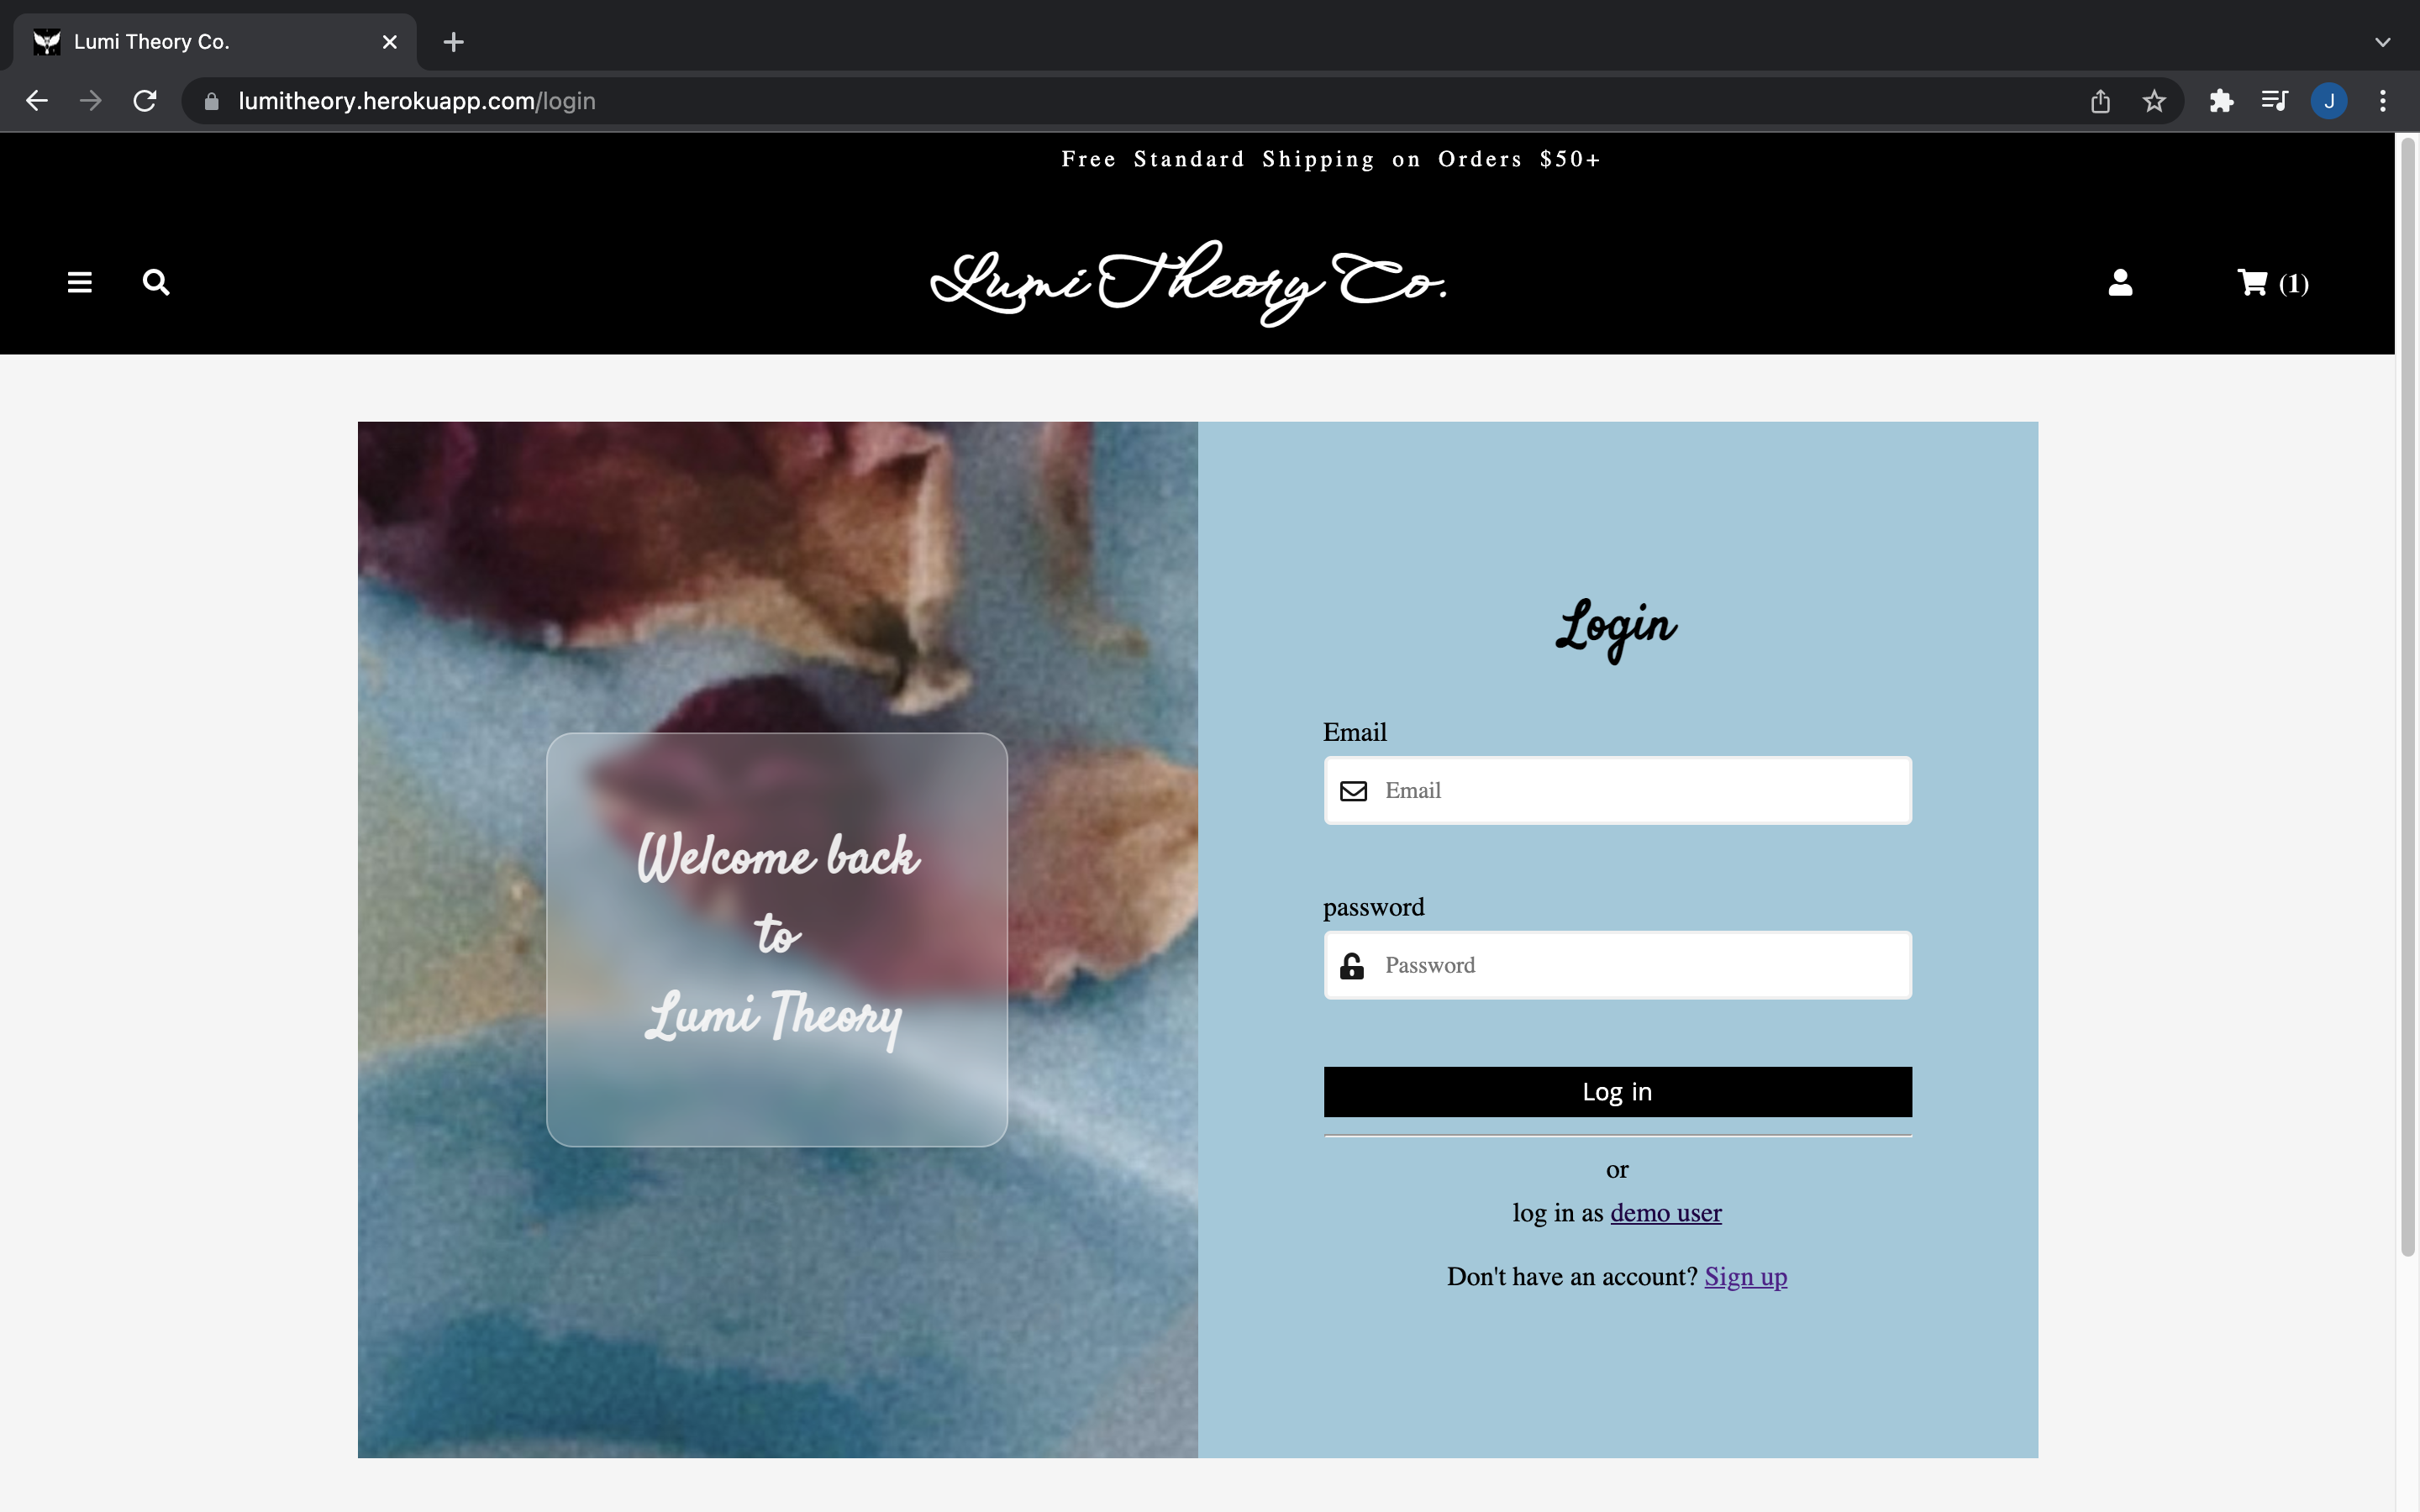 Lumi Theory Co.
lumitheory.herokuapp.com/login
J
Free Standard Shipping on Orders $50+
Lumi Theory Co.
(1)
Welcome back
to
Lumi Theory
Login
Email
Email
password
Password
Log in
or
log in as demo user
Don't have an account? Sign up